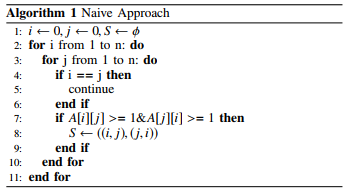 Algorithm 1 Naive Approach
1: i ← 0, j ← 0, S ← ϕ
2: for i from 1 to n: do
3: for j from 1 to n: do
4: if i == j then
5: continue
6: end if
7: if A[i][j] >= 1&A[j][i] >= 1 then
8: S ← ((i, j), (j, i))
9: end if
10: end for
11: end for